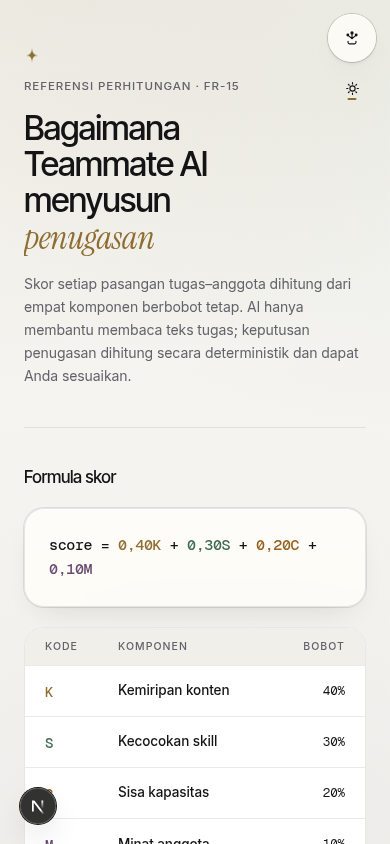 REFERENSI PERHITUNGAN · FR-15
Bagaimana
Teammate AI
menyusun
penugasan
Skor setiap pasangan tugas–anggota dihitung dari
empat komponen berbobot tetap. AI hanya
membantu membaca teks tugas; keputusan
penugasan dihitung secara deterministik dan dapat
Anda sesuaikan.
Formula skor
score = 0,40K + 0,30S + 0,20C +
0,10M
KODE KOMPONEN BOBOT
K Kemiripan konten 40%
S Kecocokan skill 30%
Sisa kapasitas 20%
N
M Minat anggota 10%